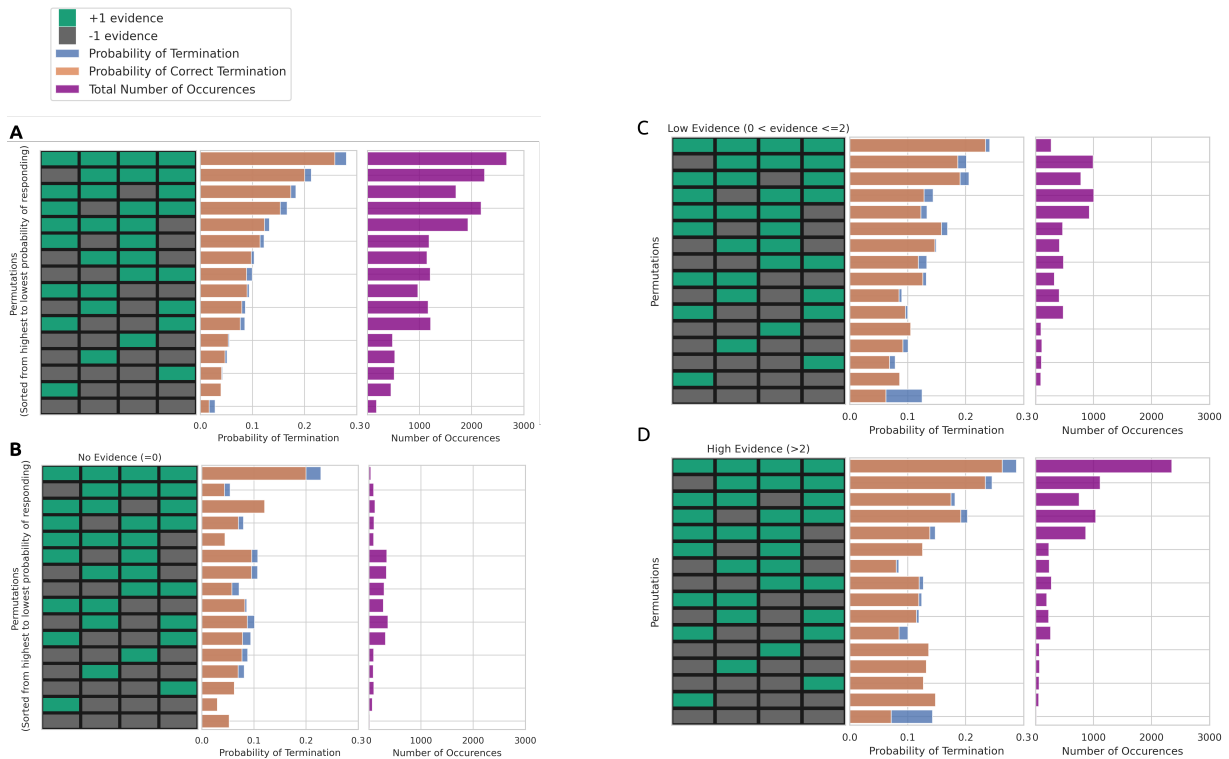 +1 evidence
-1 evidence
Probability of Termination
Probability of Correct Termination
Total Number of Occurences
A
Permutations
(Sorted from highest to lowest probability of responding)
0.0 0.1 0.2 0.3 0 1000 2000 3000
Probability of Termination Number of Occurences
B
No Evidence (=0)
Permutations
(Sorted from highest to lowest probability of responding)
0.0 0.1 0.2 0.3 0 1000 2000 3000
Probability of Termination Number of Occurences
C
Low Evidence (0 < evidence <=2)
Permutations
0.0 0.1 0.2 0.3 0 1000 2000 3000
Probability of Termination Number of Occurences
D
High Evidence (>2)
Permutations
0.0 0.1 0.2 0.3 0 1000 2000 3000
Probability of Termination Number of Occurences